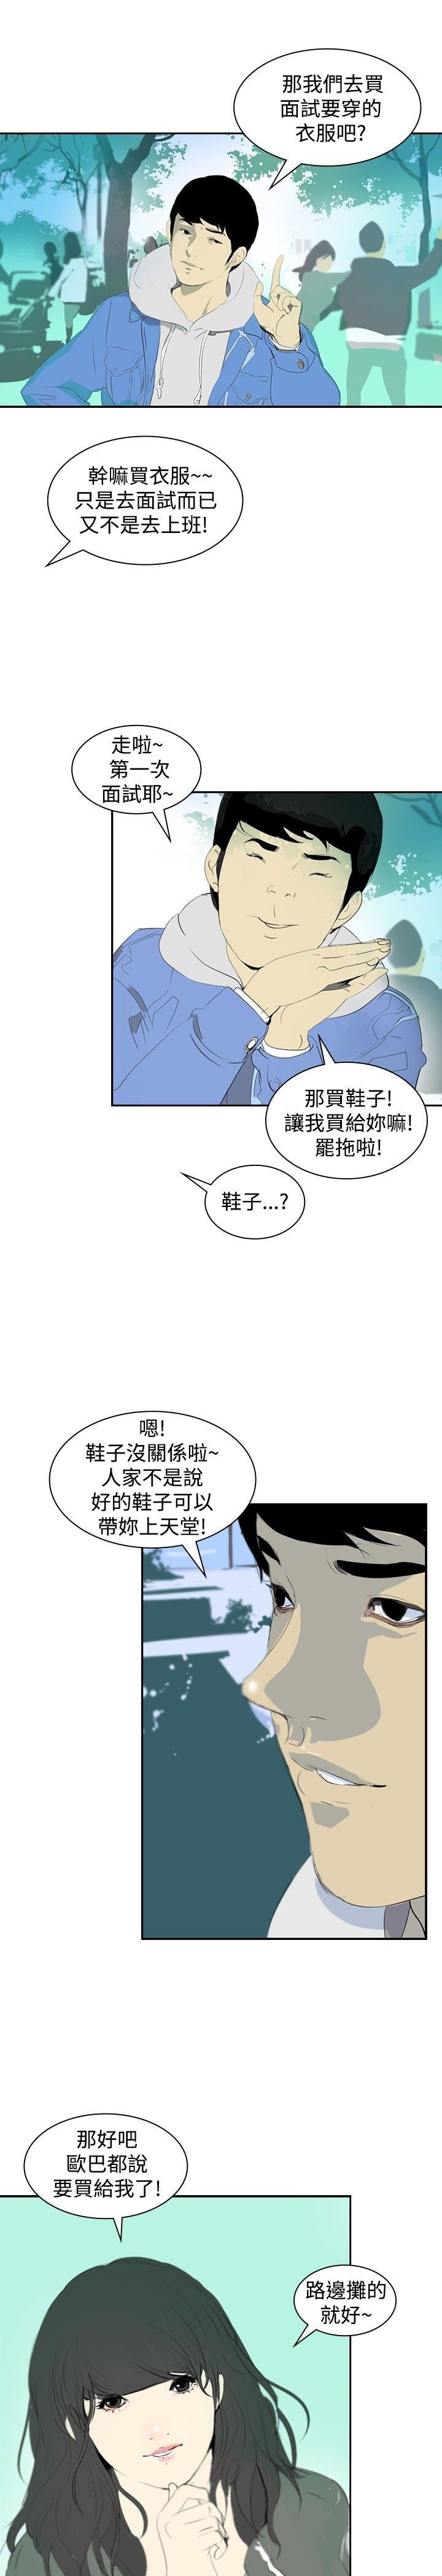 那我們去買
面試要穿的
衣服吧?
幹嘛買衣服~~
只是去面試而已
又不是去上班!
走啦~
第一次
面試耶~
那買鞋子!
讓我買給妳嘛!
罷拖啦!
鞋子...?
嗯!
鞋子沒關係啦~
人家不是說
好的鞋子可以
帶妳上天堂!
那好吧
歐巴都說
要買給我了!
路邊攤的
就好~